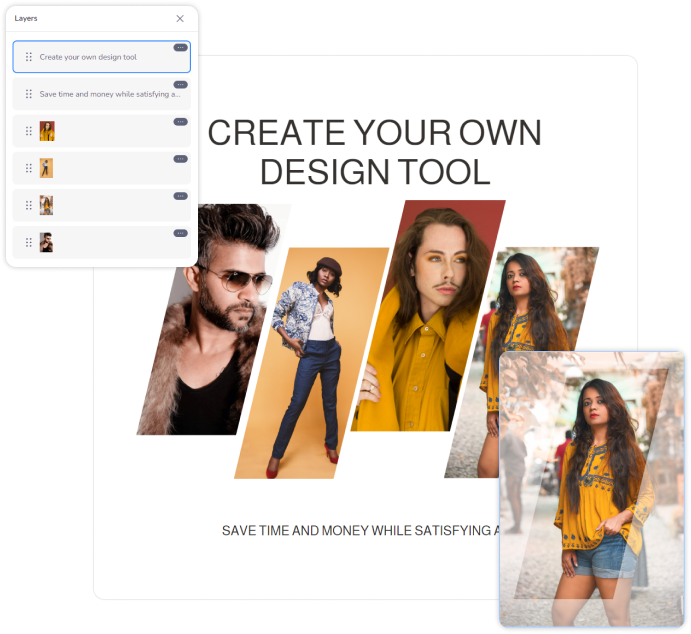 Layers
Create your own design tool
Save time and money while satisfying a...
CREATE YOUR OWN
DESIGN TOOL
SAVE TIME AND MONEY WHILE SATISFYING A